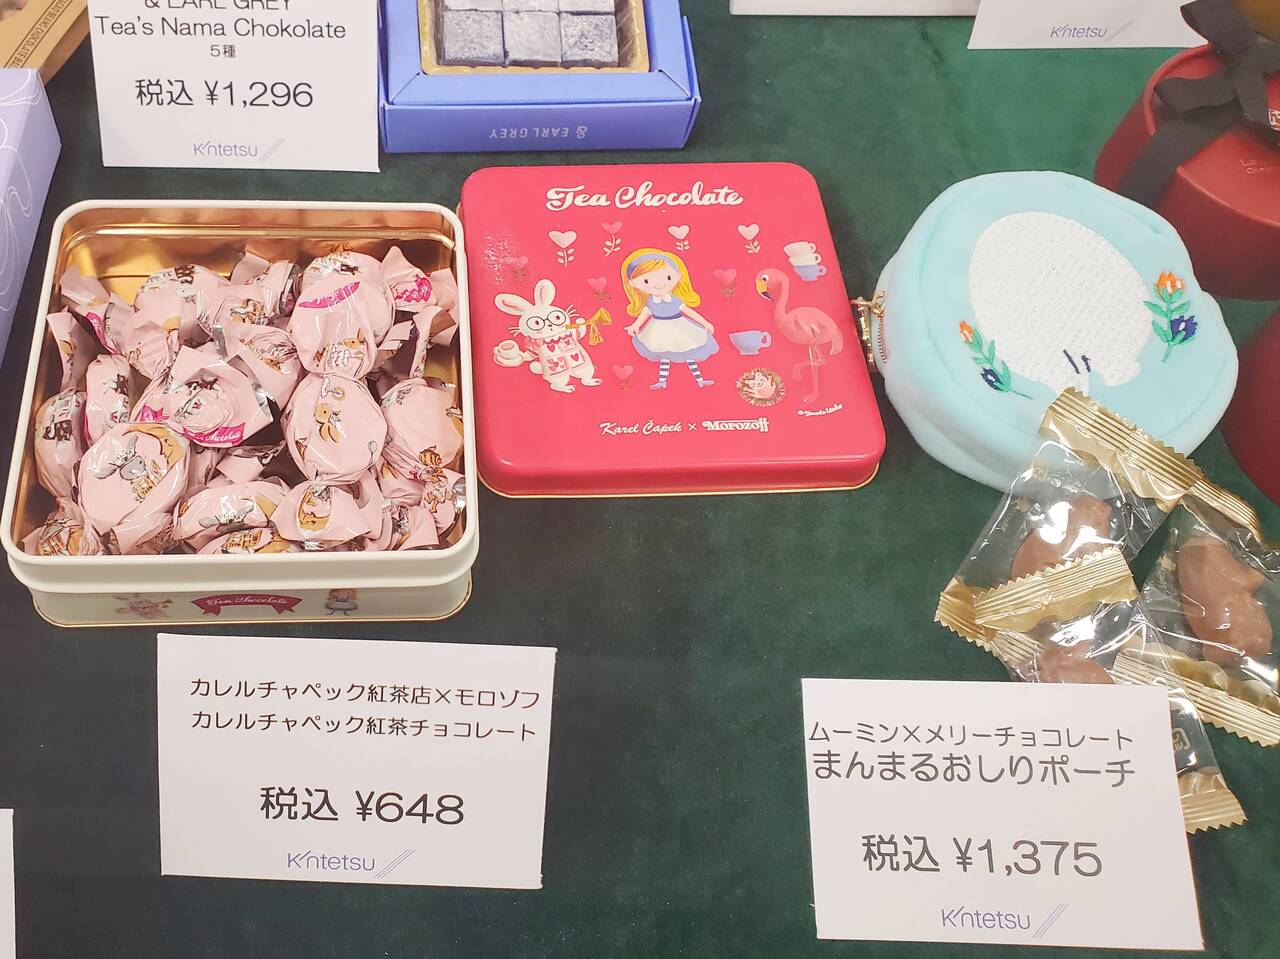 & EARL GREY
Tea's Nama Chokolate
5種
税込 ¥1,296
Kintetsu
& EARL GREY
Kintetsu
Tea Chocolate
Karel Čapek × Morozoff
Tea Chocolate
カレルチャペック紅茶店×モロゾフ
カレルチャペック紅茶チョコレート
税込 ¥648
Kintetsu
ムーミン×メリーチョコレート
まんまるおしりポーチ
税込 ¥1,375
Kintetsu